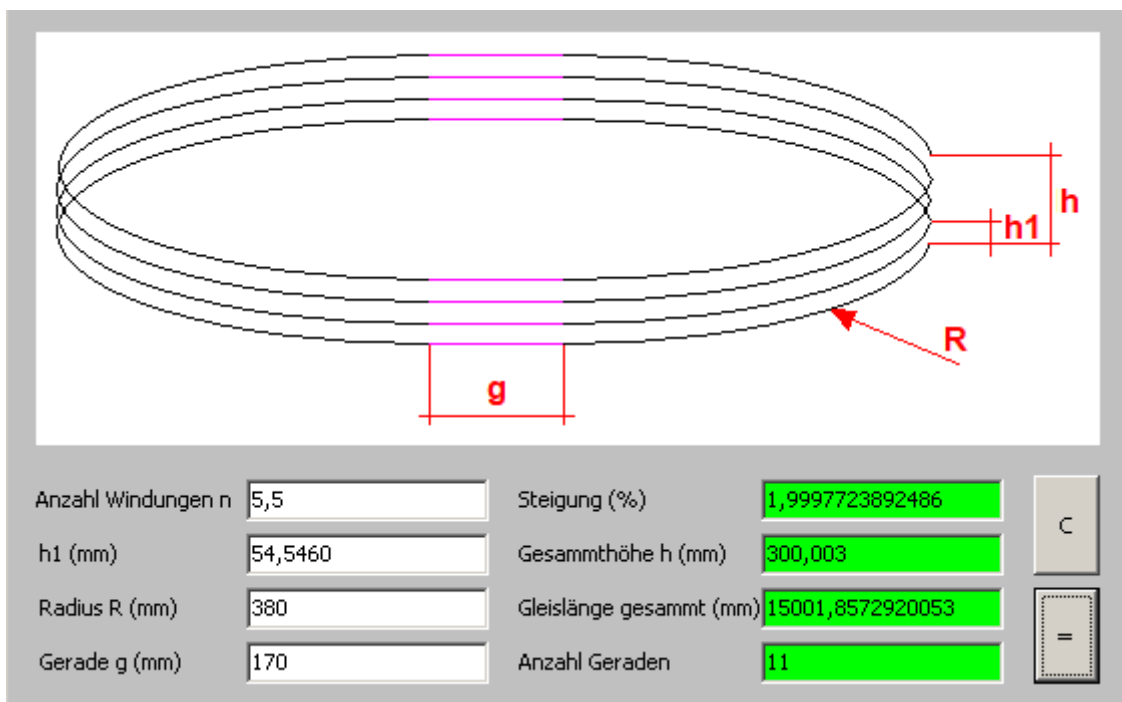 h
h1
R
g
Anzahl Windungen n 5,5 Steigung (%) 1,9997723892486 C
h1 (mm) 54,5460 Gesammthöhe h (mm) 300,003
Radius R (mm) 380 Gleislänge gesammt (mm) 15001,8572920053 =
Gerade g (mm) 170 Anzahl Geraden 11